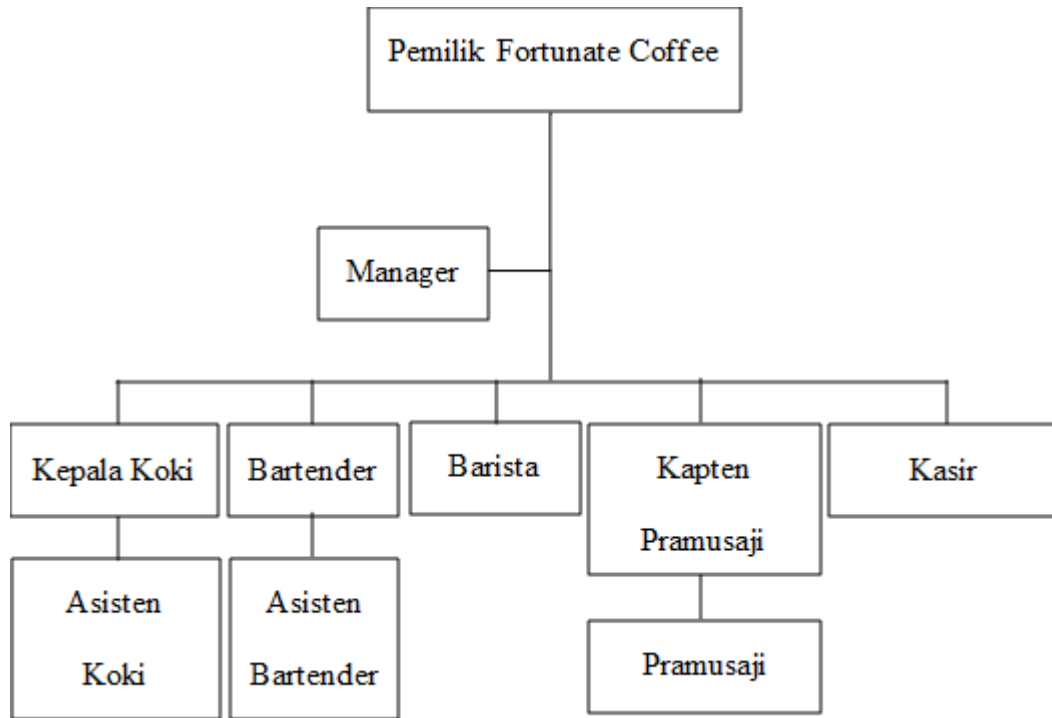 Pemilik Fortunate Coffee
Manager
Kepala Koki
Bartender
Barista
Kapten
Pramusaji
Kasir
Asisten
Koki
Asisten
Bartender
Pramusaji